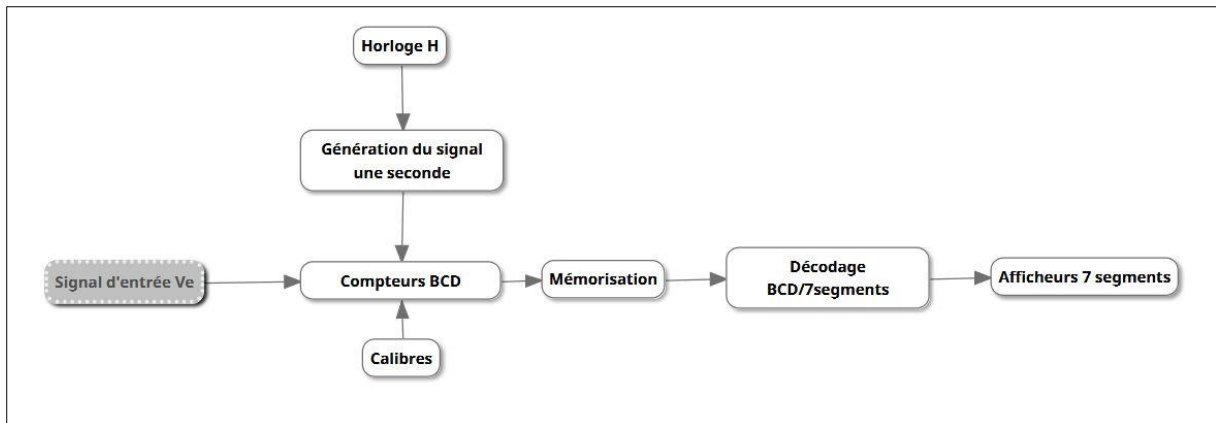 Horloge H
Génération du signal
une seconde
Signal d'entrée Ve
Compteurs BCD
Mémorisation
Décodage
BCD/7segments
Afficheurs 7 segments
Calibres